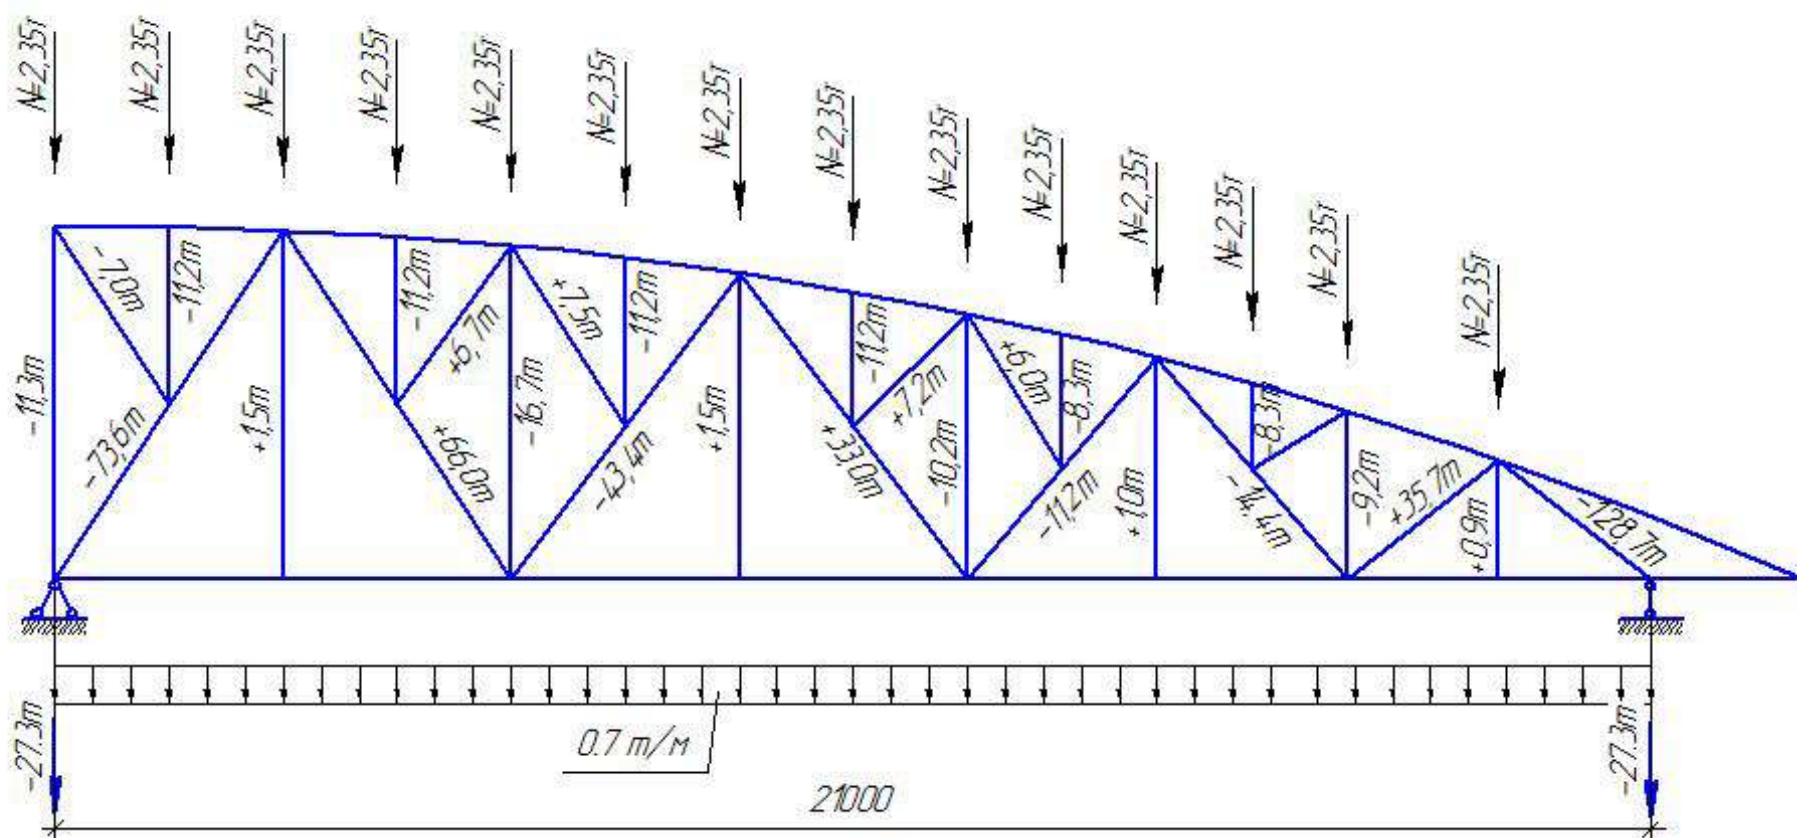 N=2,35т
N=2,35т
N=2,35т
N=2,35т
N=2,35т
N=2,35т
N=2,35т
N=2,35т
N=2,35т
N=2,35т
N=2,35т
N=2,35т
N=2,35т
N=2,35т
-11,3т
-7,0т
-11,2т
-73,6т
+1,5т
-11,2т
+6,7т
+66,0т
-16,7т
+7,5т
-11,2т
-43,4т
+1,5т
-11,2т
+7,2т
+33,0т
-10,2т
+6,0т
-8,3т
-11,2т
+1,0т
-8,3т
-14,4т
-9,2т
+35,7т
+0,9т
-128,7т
-27.3т
0.7 т/м
-27.3т
21000